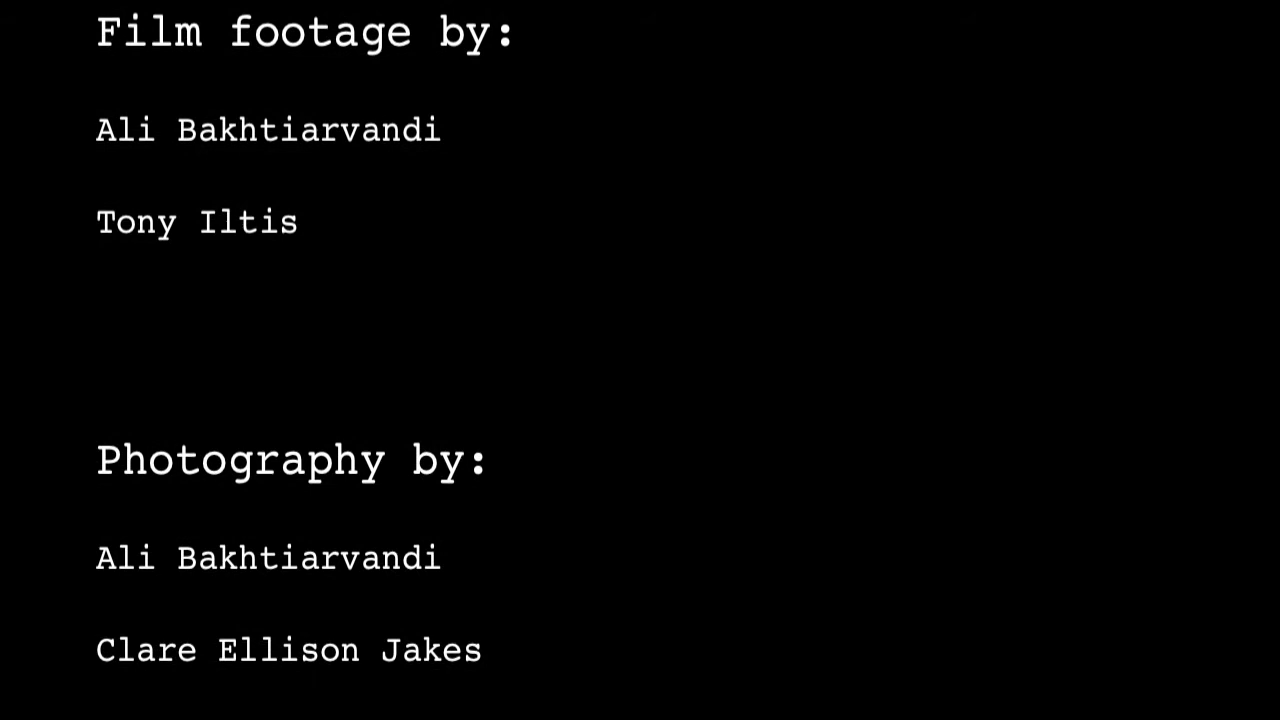 Film footage by:
Ali Bakhtiarvandi
Tony Iltis
Photography by:
Ali Bakhtiarvandi
Clare Ellison Jakes